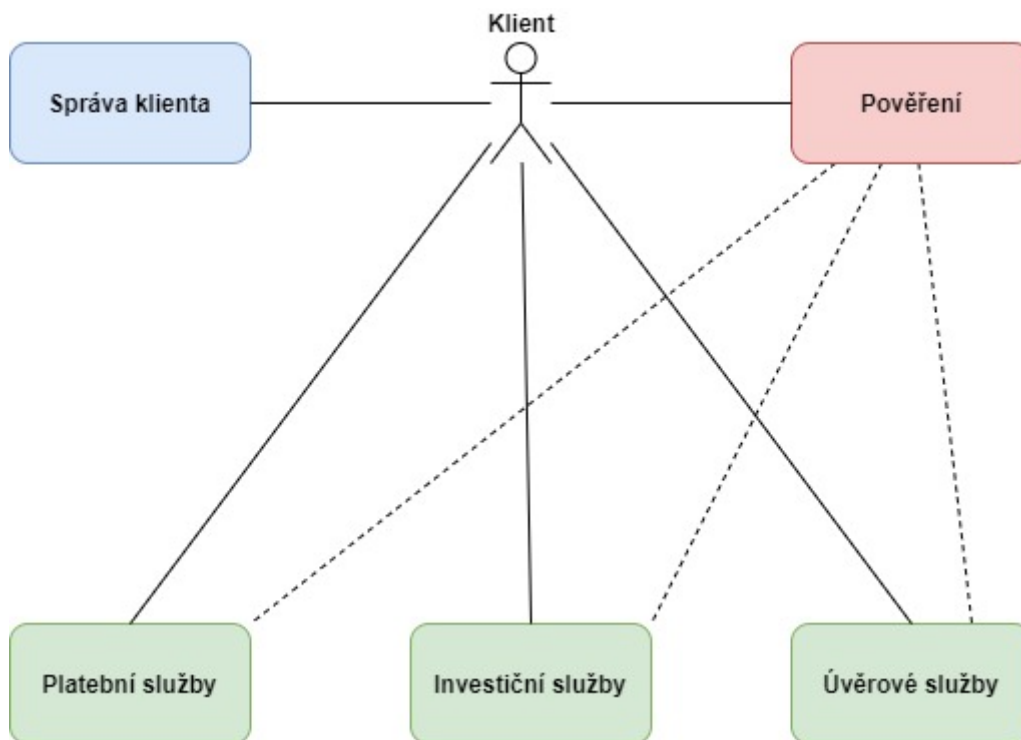 Klient
Správa klienta
Pověření
Platební služby
Investiční služby
Úvěrové služby